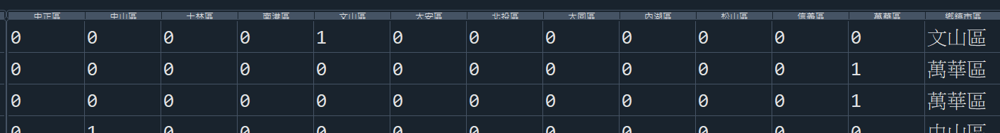 中正區 中山區 士林區 南港區 文山區 大安區 北投區 大同區 內湖區 松山區 信義區 萬華區 鄉鎮市區
0 0 0 0 1 0 0 0 0 0 0 0 文山區
0 0 0 0 0 0 0 0 0 0 0 1 萬華區
0 0 0 0 0 0 0 0 0 0 0 1 萬華區
0 1 0 0 0 0 0 0 0 0 0 0 中山區